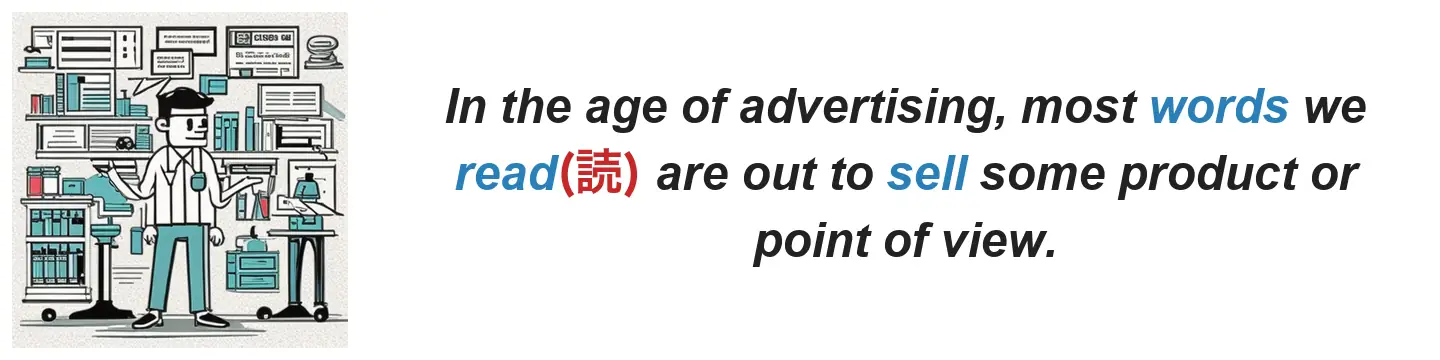 In the age of advertising, most words we
read(読) are out to sell some product or
point of view.